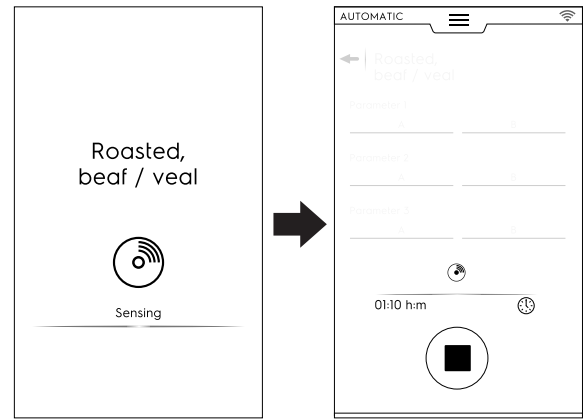 Roasted,
beaf / veal
Sensing
AUTOMATIC
Roasted,
beaf / veal
Parameter 1
A B
Parameter 2
A B
Parameter 3
A B
01:10 h:m